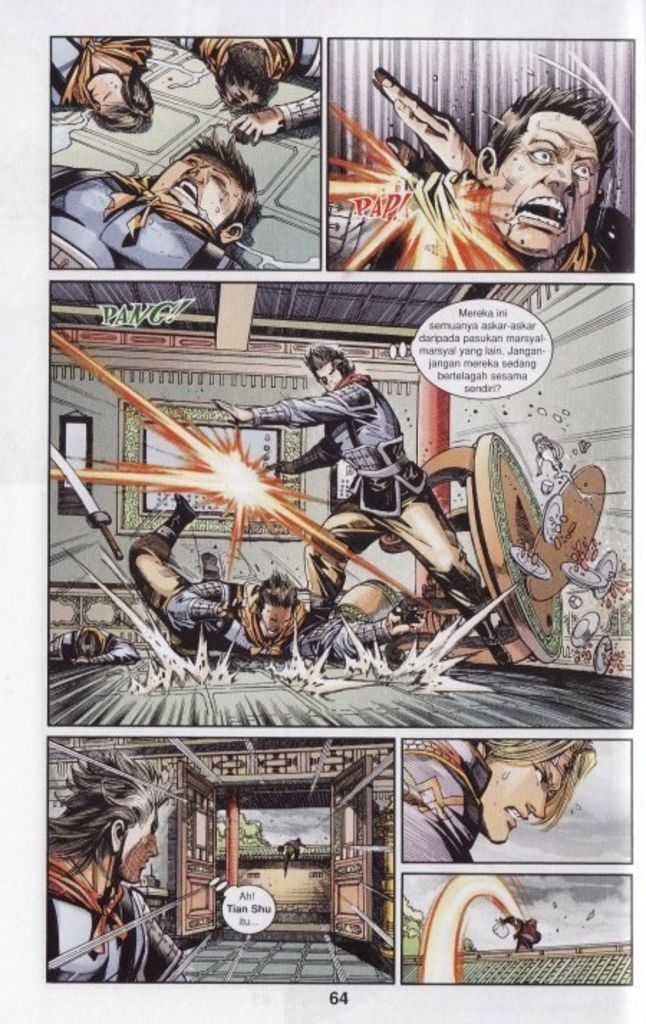 PAP!
PANG!
Mereka ini
semuanya askar-askar
daripada pasukan marsyal-
marsyal yang lain. Jangan-
jangan mereka sedang
bertelagah sesama
sendiri?
Ah!
Tian Shu
itu...
64